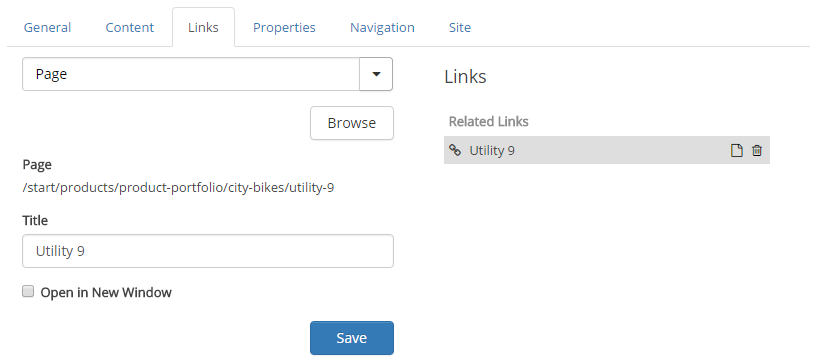 General Content Links Properties Navigation Site
Page
Browse
Page
/start/products/product-portfolio/city-bikes/utility-9
Title
Utility 9
Open in New Window
Save
Links
Related Links
Utility 9